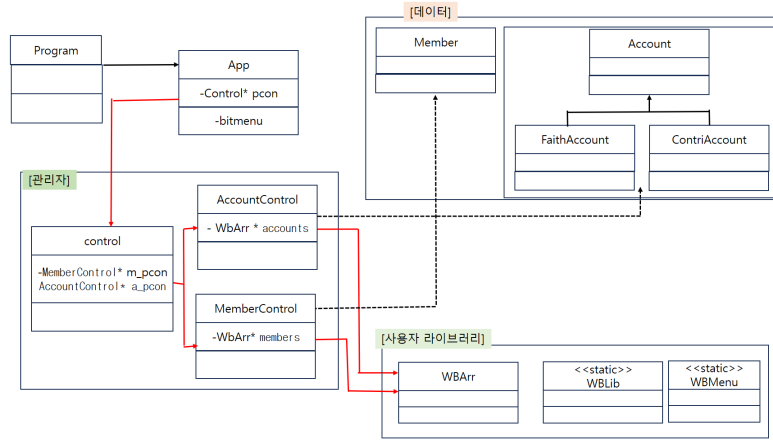 [데이터]
Program
App
-Control* pcon
-bitmenu
Member
Account
FaithAccount
ContriAccount
[관리자]
control
-MemberControl* m_pcon
AccountControl* a_pcon
AccountControl
- WbArr * accounts
MemberControl
-WbArr* members
[사용자 라이브러리]
WBArr
<<static>>
WBLib
<<static>>
WBMenu